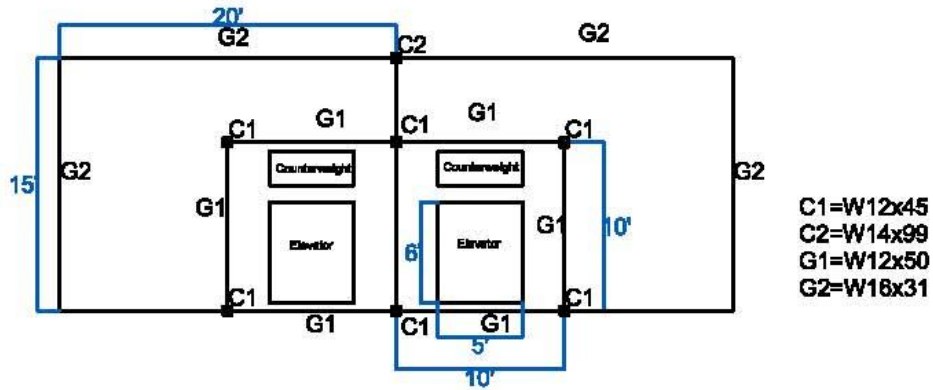 20'
G2
C2
G2
C1
G1
C1
G1
C1
Counterweight
Counterweight
15'
G2
G2
G1
Elevator
6'
Elevator
G1
10'
C1=W12x45
C2=W14x99
G1=W12x50
G2=W16x31
C1
G1
C1
G1
C1
5'
10'